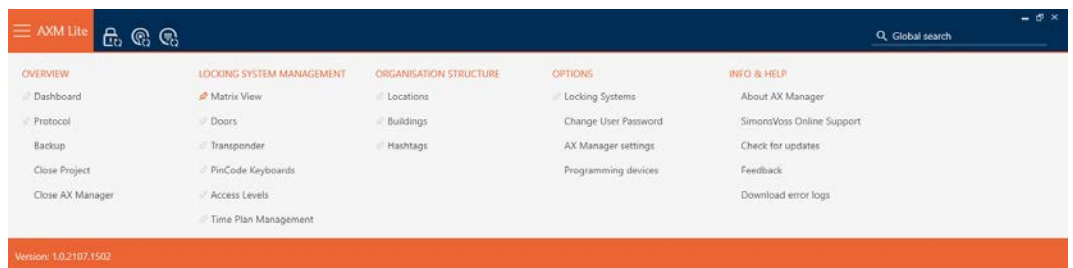 AXM Lite
Global search
OVERVIEW
Dashboard
Protocol
Backup
Close Project
Close AX Manager
LOCKING SYSTEM MANAGEMENT
Matrix View
Doors
Transponder
PinCode Keyboards
Access Levels
Time Plan Management
ORGANISATION STRUCTURE
Locations
Buildings
Hashtags
OPTIONS
Locking Systems
Change User Password
AX Manager settings
Programming devices
INFO & HELP
About AX Manager
SimonsVoss Online Support
Check for updates
Feedback
Download error logs
Version: 1.0.2107.1502